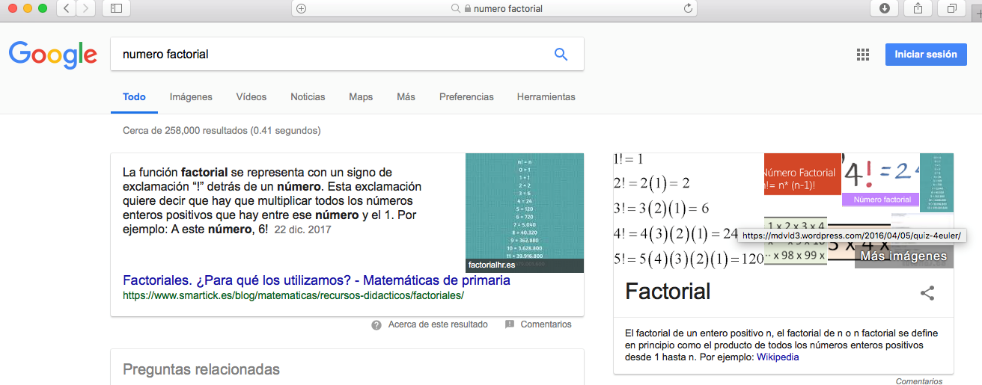 numero factorial
Google
numero factorial
Iniciar sesión
Todo Imágenes Vídeos Noticias Maps Más Preferencias Herramientas
Cerca de 258,000 resultados (0.41 segundos)
La función factorial se representa con un signo de
exclamación "!" detrás de un número. Esta exclamación
quiere decir que hay que multiplicar todos los números
enteros positivos que hay entre ese número y el 1. Por
ejemplo: A este número, 6! 22 dic. 2017
factorialhr.es
Factoriales. ¿Para qué los utilizamos? - Matemáticas de primaria
https://www.smartick.es/blog/matematicas/recursos-didacticos/factoriales/
Acerca de este resultado Comentarios
Preguntas relacionadas
1! = 1
2! = 2(1) = 2
3! = 3(2)(1) = 6
4! = 4(3)(2)(1) = 24
5! = 5(4)(3)(2)(1) = 120
Número Factorial
!= n* (n-1)!
4! = 24
Número factorial
1 x 2 x 3 x 4
https://mdvld3.wordpress.com/2016/04/05/quiz-4euler/
x 98 x 99 x
3 x 4 x
Más imágenes
Factorial
El factorial de un entero positivo n, el factorial de n o n factorial se define
en principio como el producto de todos los números enteros positivos
desde 1 hasta n. Por ejemplo: Wikipedia
Comentarios